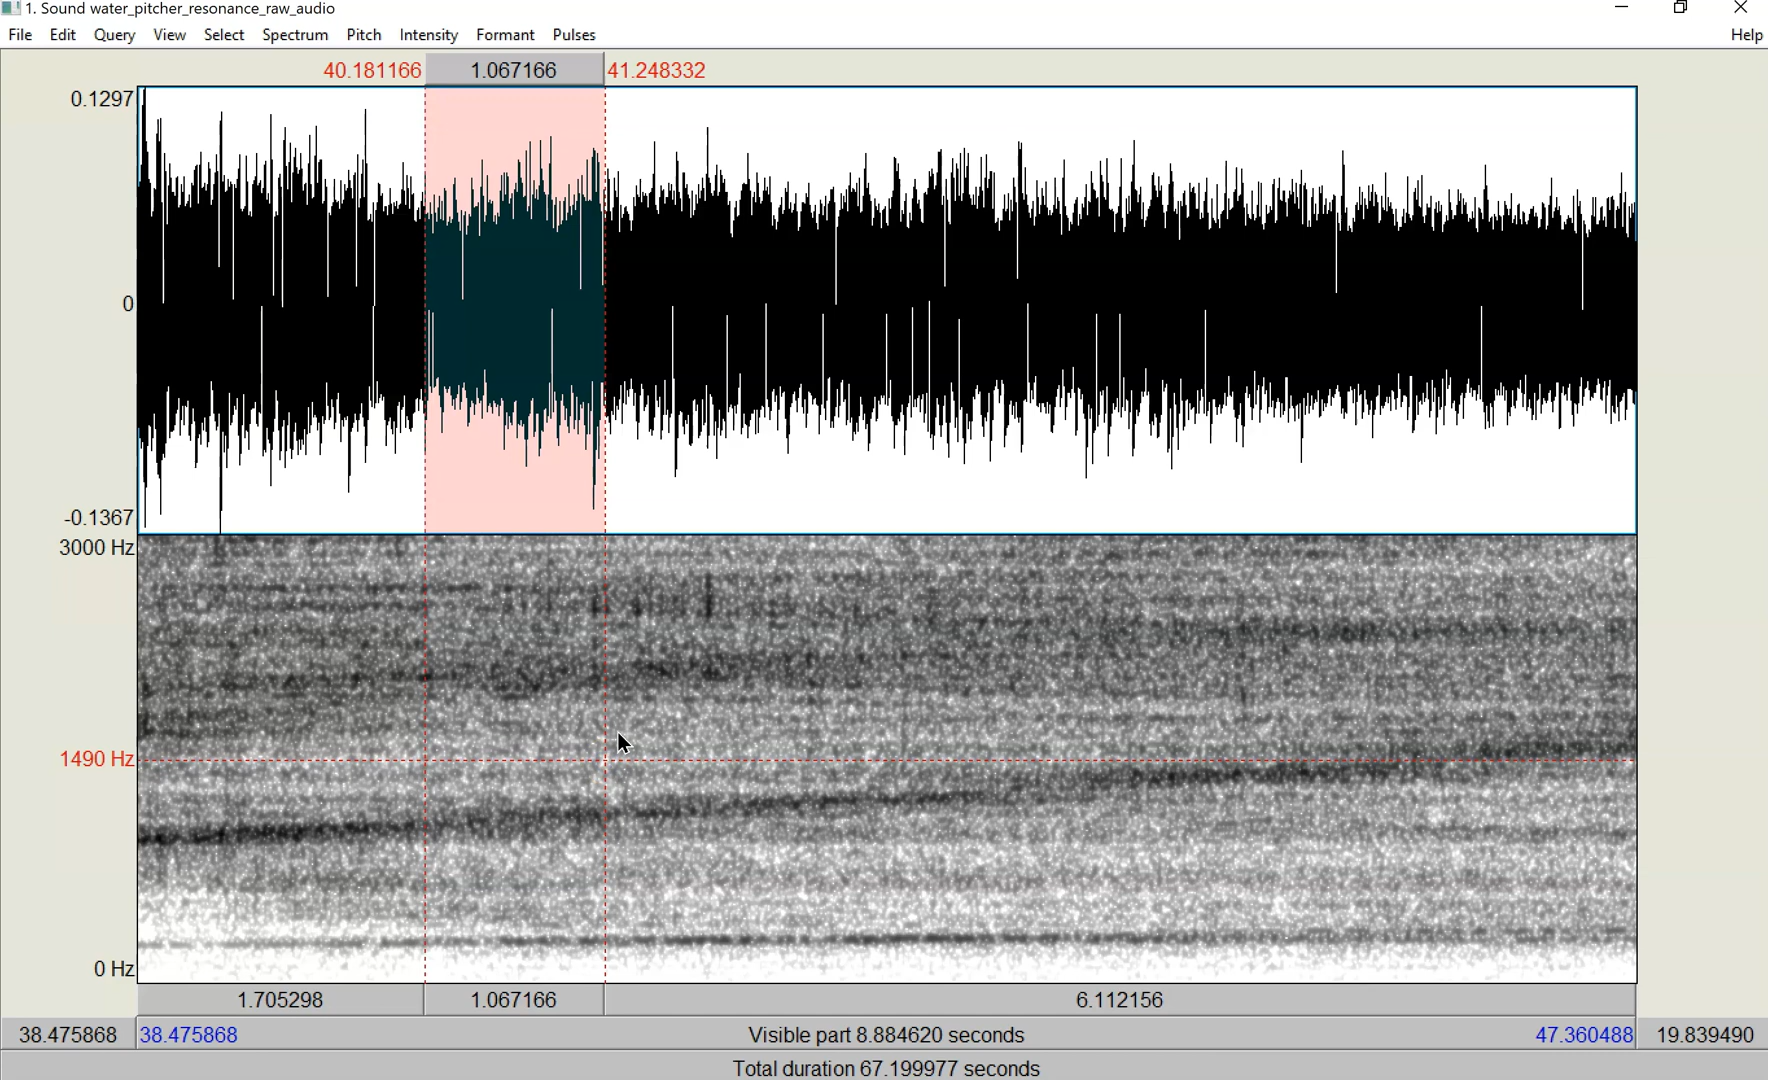 1. Sound water_pitcher_resonance_raw_audio
File Edit Query View Select Spectrum Pitch Intensity Formant Pulses Help
40.181166 1.067166 41.248332
0.1297
0
-0.1367
3000 Hz
1490 Hz
0 Hz
1.705298 1.067166 6.112156
38.475868 38.475868 Visible part 8.884620 seconds 47.360488 19.839490
Total duration 67.199977 seconds